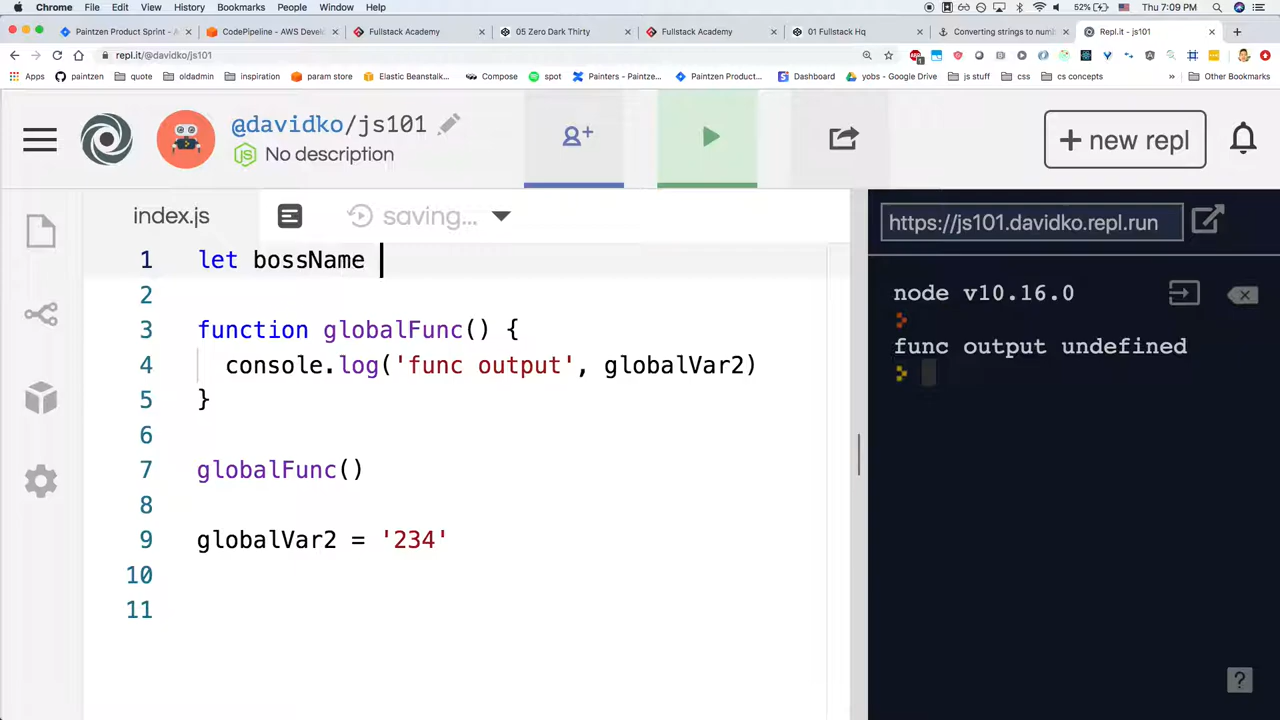 Chrome File Edit View History Bookmarks People Window Help 52% Thu 7:09 PM
Paintzen Product Sprint - A CodePipeline - AWS Devel Fullstack Academy 05 Zero Dark Thirty Fullstack Academy 01 Fullstack Hq Converting strings to numb Repl.it - js101
repl.it/@davidko/js101
Apps paintzen quote oldadmin inspiration param store Elastic Beanstalk... Compose spot Painters - Paintze... Paintzen Product... Dashboard yobs - Google Drive js stuff css cs concepts » Other Bookmarks
@davidko/js101
No description
+ new repl
index.js
saving...
https://js101.davidko.repl.run
1 let bossName
2
3 function globalFunc() {
4 console.log('func output', globalVar2)
5 }
6
7 globalFunc()
8
9 globalVar2 = '234'
10
11
node v10.16.0
func output undefined
?